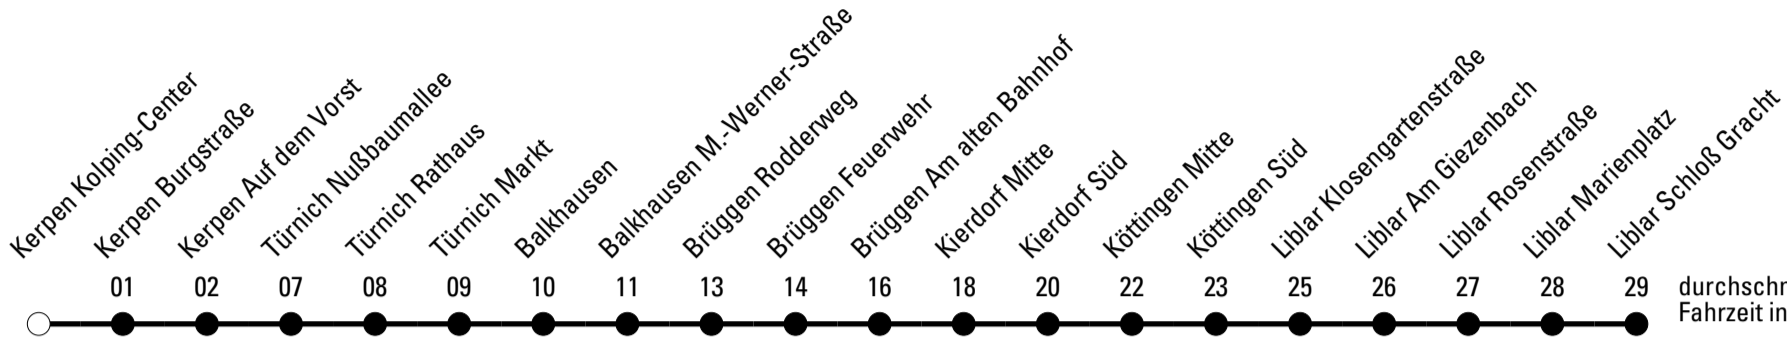 Kerpen Kolping-Center
Kerpen Burgstraße
Kerpen Auf dem Vorst
Türnich Nußbaumallee
Türnich Rathaus
Türnich Markt
Balkhausen
Balkhausen M.-Werner-Straße
Brüggen Rodderweg
Brüggen Feuerwehr
Brüggen Am alten Bahnhof
Kierdorf Mitte
Kierdorf Süd
Köttingen Mitte
Köttingen Süd
Liblar Klosengartenstraße
Liblar Am Giezenbach
Liblar Rosenstraße
Liblar Marienplatz
Liblar Schloß Gracht
01 02 07 08 09 10 11 13 14 16 18 20 22 23 25 26 27 28 29
durchschn
Fahrzeit in